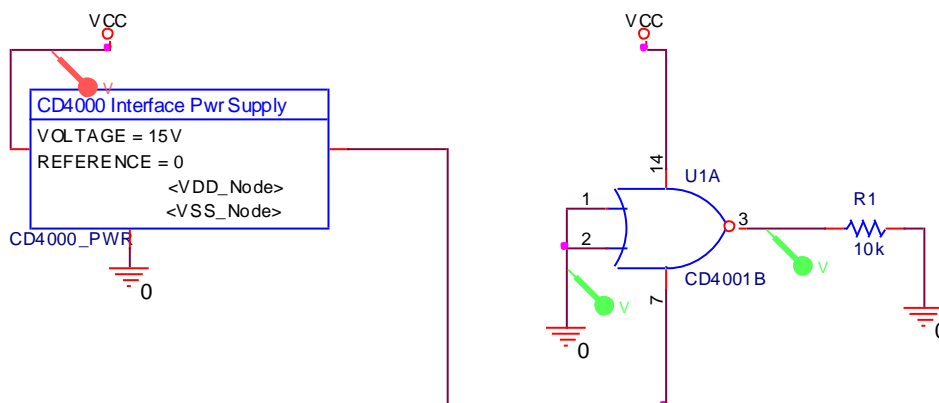 VCC
V
CD4000 Interface Pwr Supply
VOLTAGE = 15V
REFERENCE = 0
<VDD_Node>
<VSS_Node>
CD4000_PWR
0
VCC
14
U1A
1
2
3
CD4001B
7
V
0
V
R1
10k
0